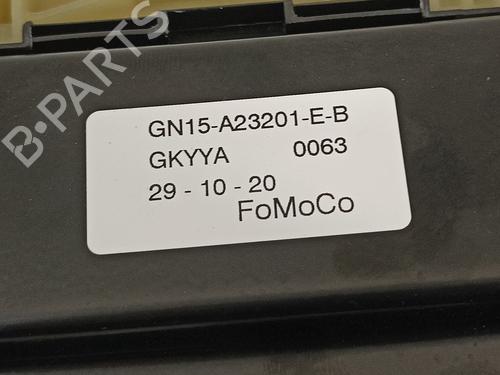 B-PARTS
GN15-A23201-E-B
GKYYA 0063
29 - 10 - 20
FoMoCo